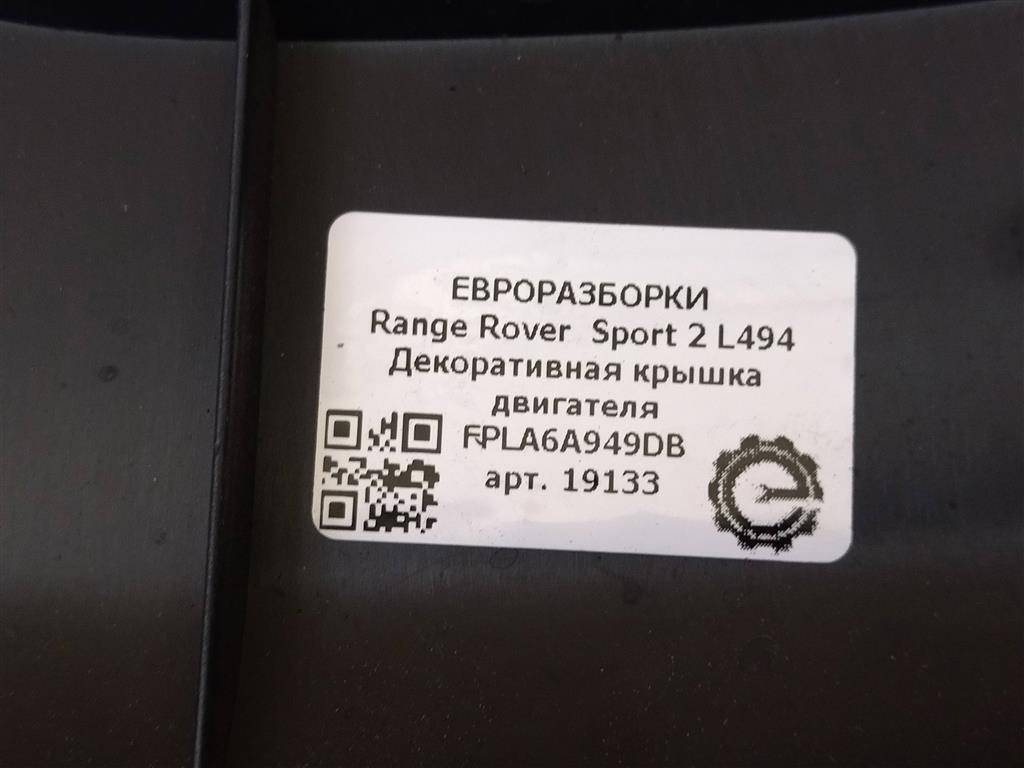 ЕВРОРАЗБОРКИ
Range Rover Sport 2 L494
Декоративная крышка
двигателя
FPLA6A949DB
арт. 19133